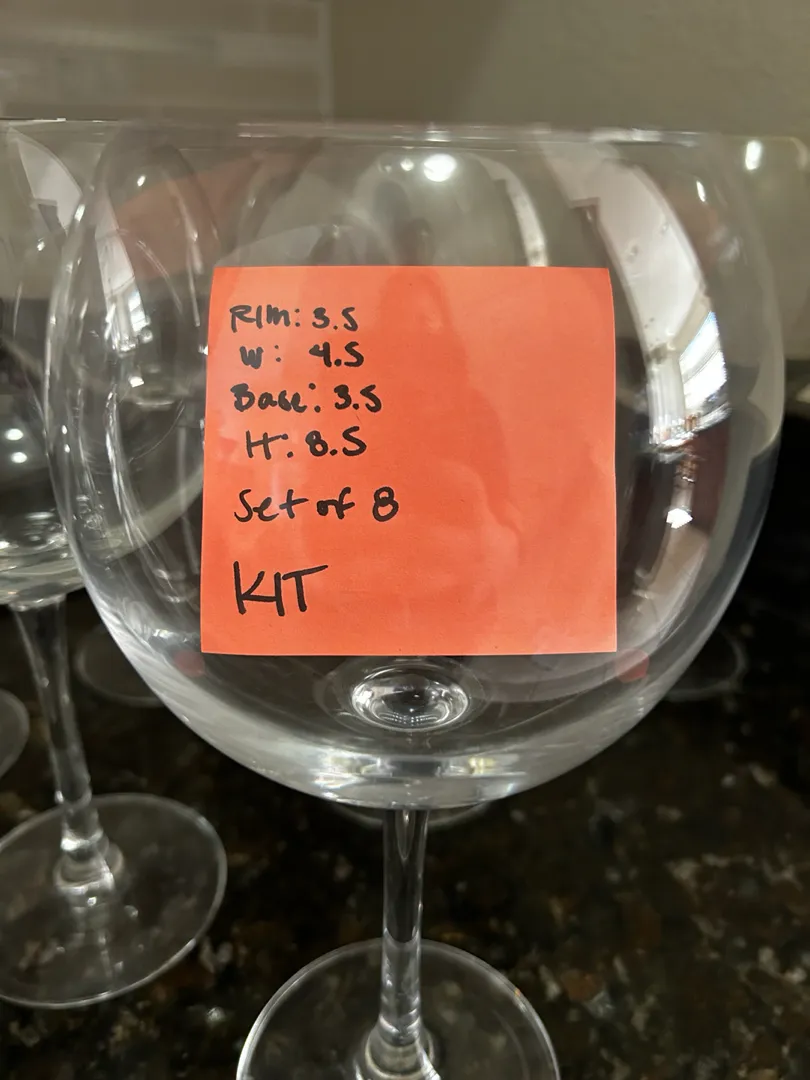 Rim: 3.5
W: 4.5
Base: 3.5
H: 8.5
Set of 8
KIT